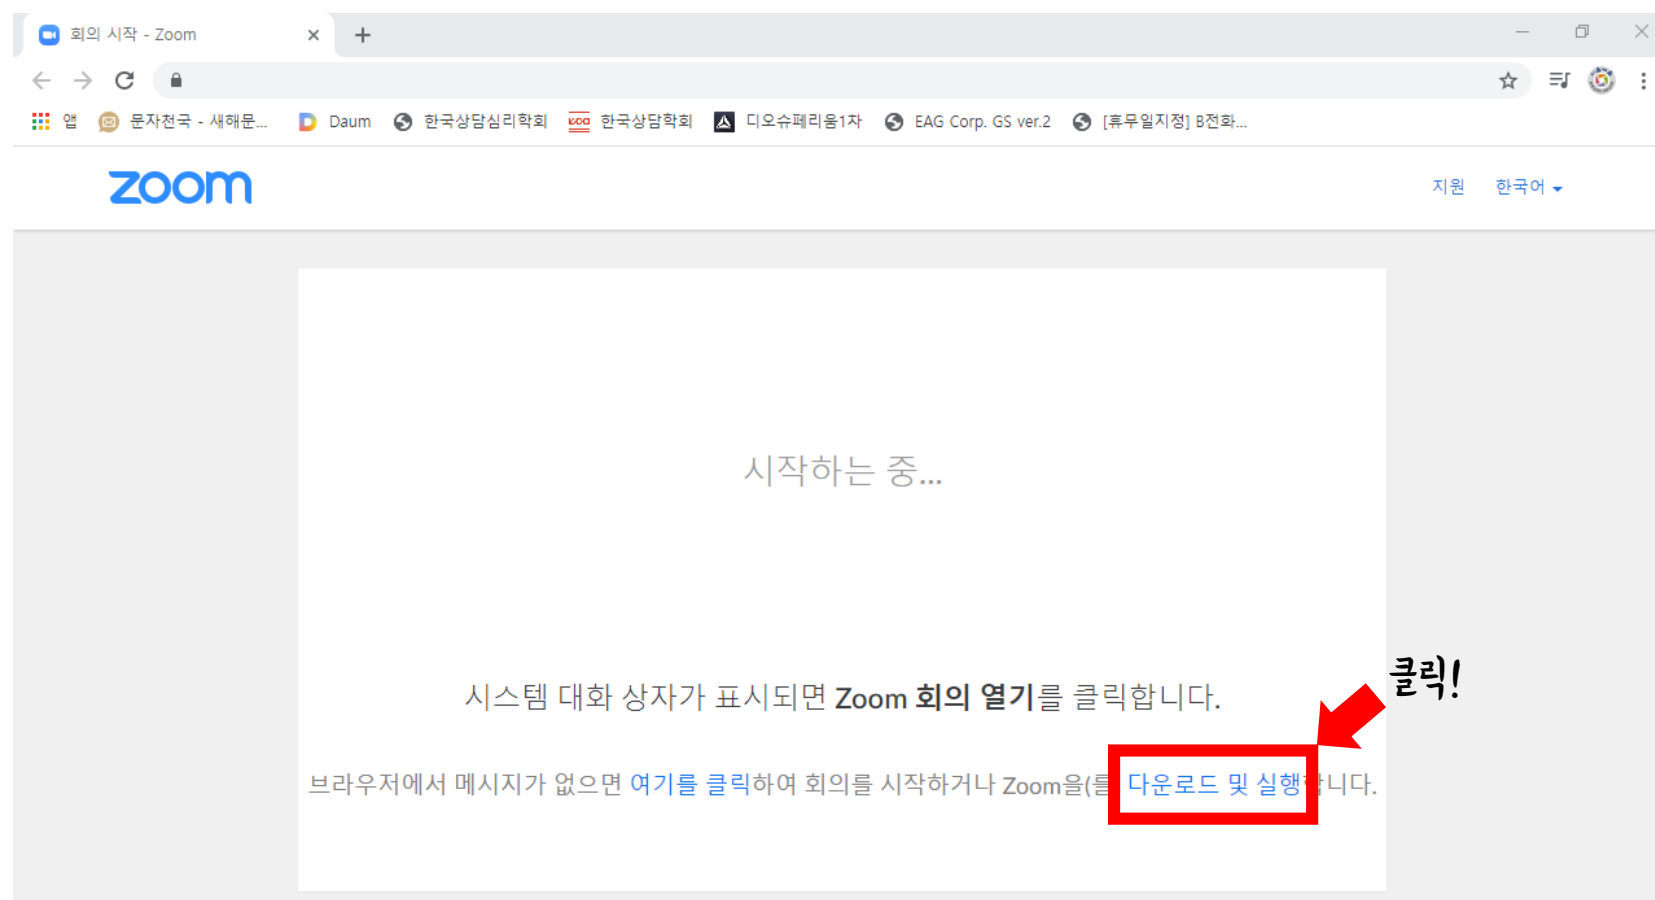 회의 시작 - Zoom
앱 문자천국 - 새해문... Daum 한국상담심리학회 한국상담학회 디오슈페리움1차 EAG Corp. GS ver.2 [휴무일지정] B전화...
zoom
지원 한국어
시작하는 중...
클릭!
시스템 대화 상자가 표시되면 Zoom 회의 열기를 클릭합니다.
브라우저에서 메시지가 없으면 여기를 클릭하여 회의를 시작하거나 Zoom을(를 다운로드 및 실행합니다.